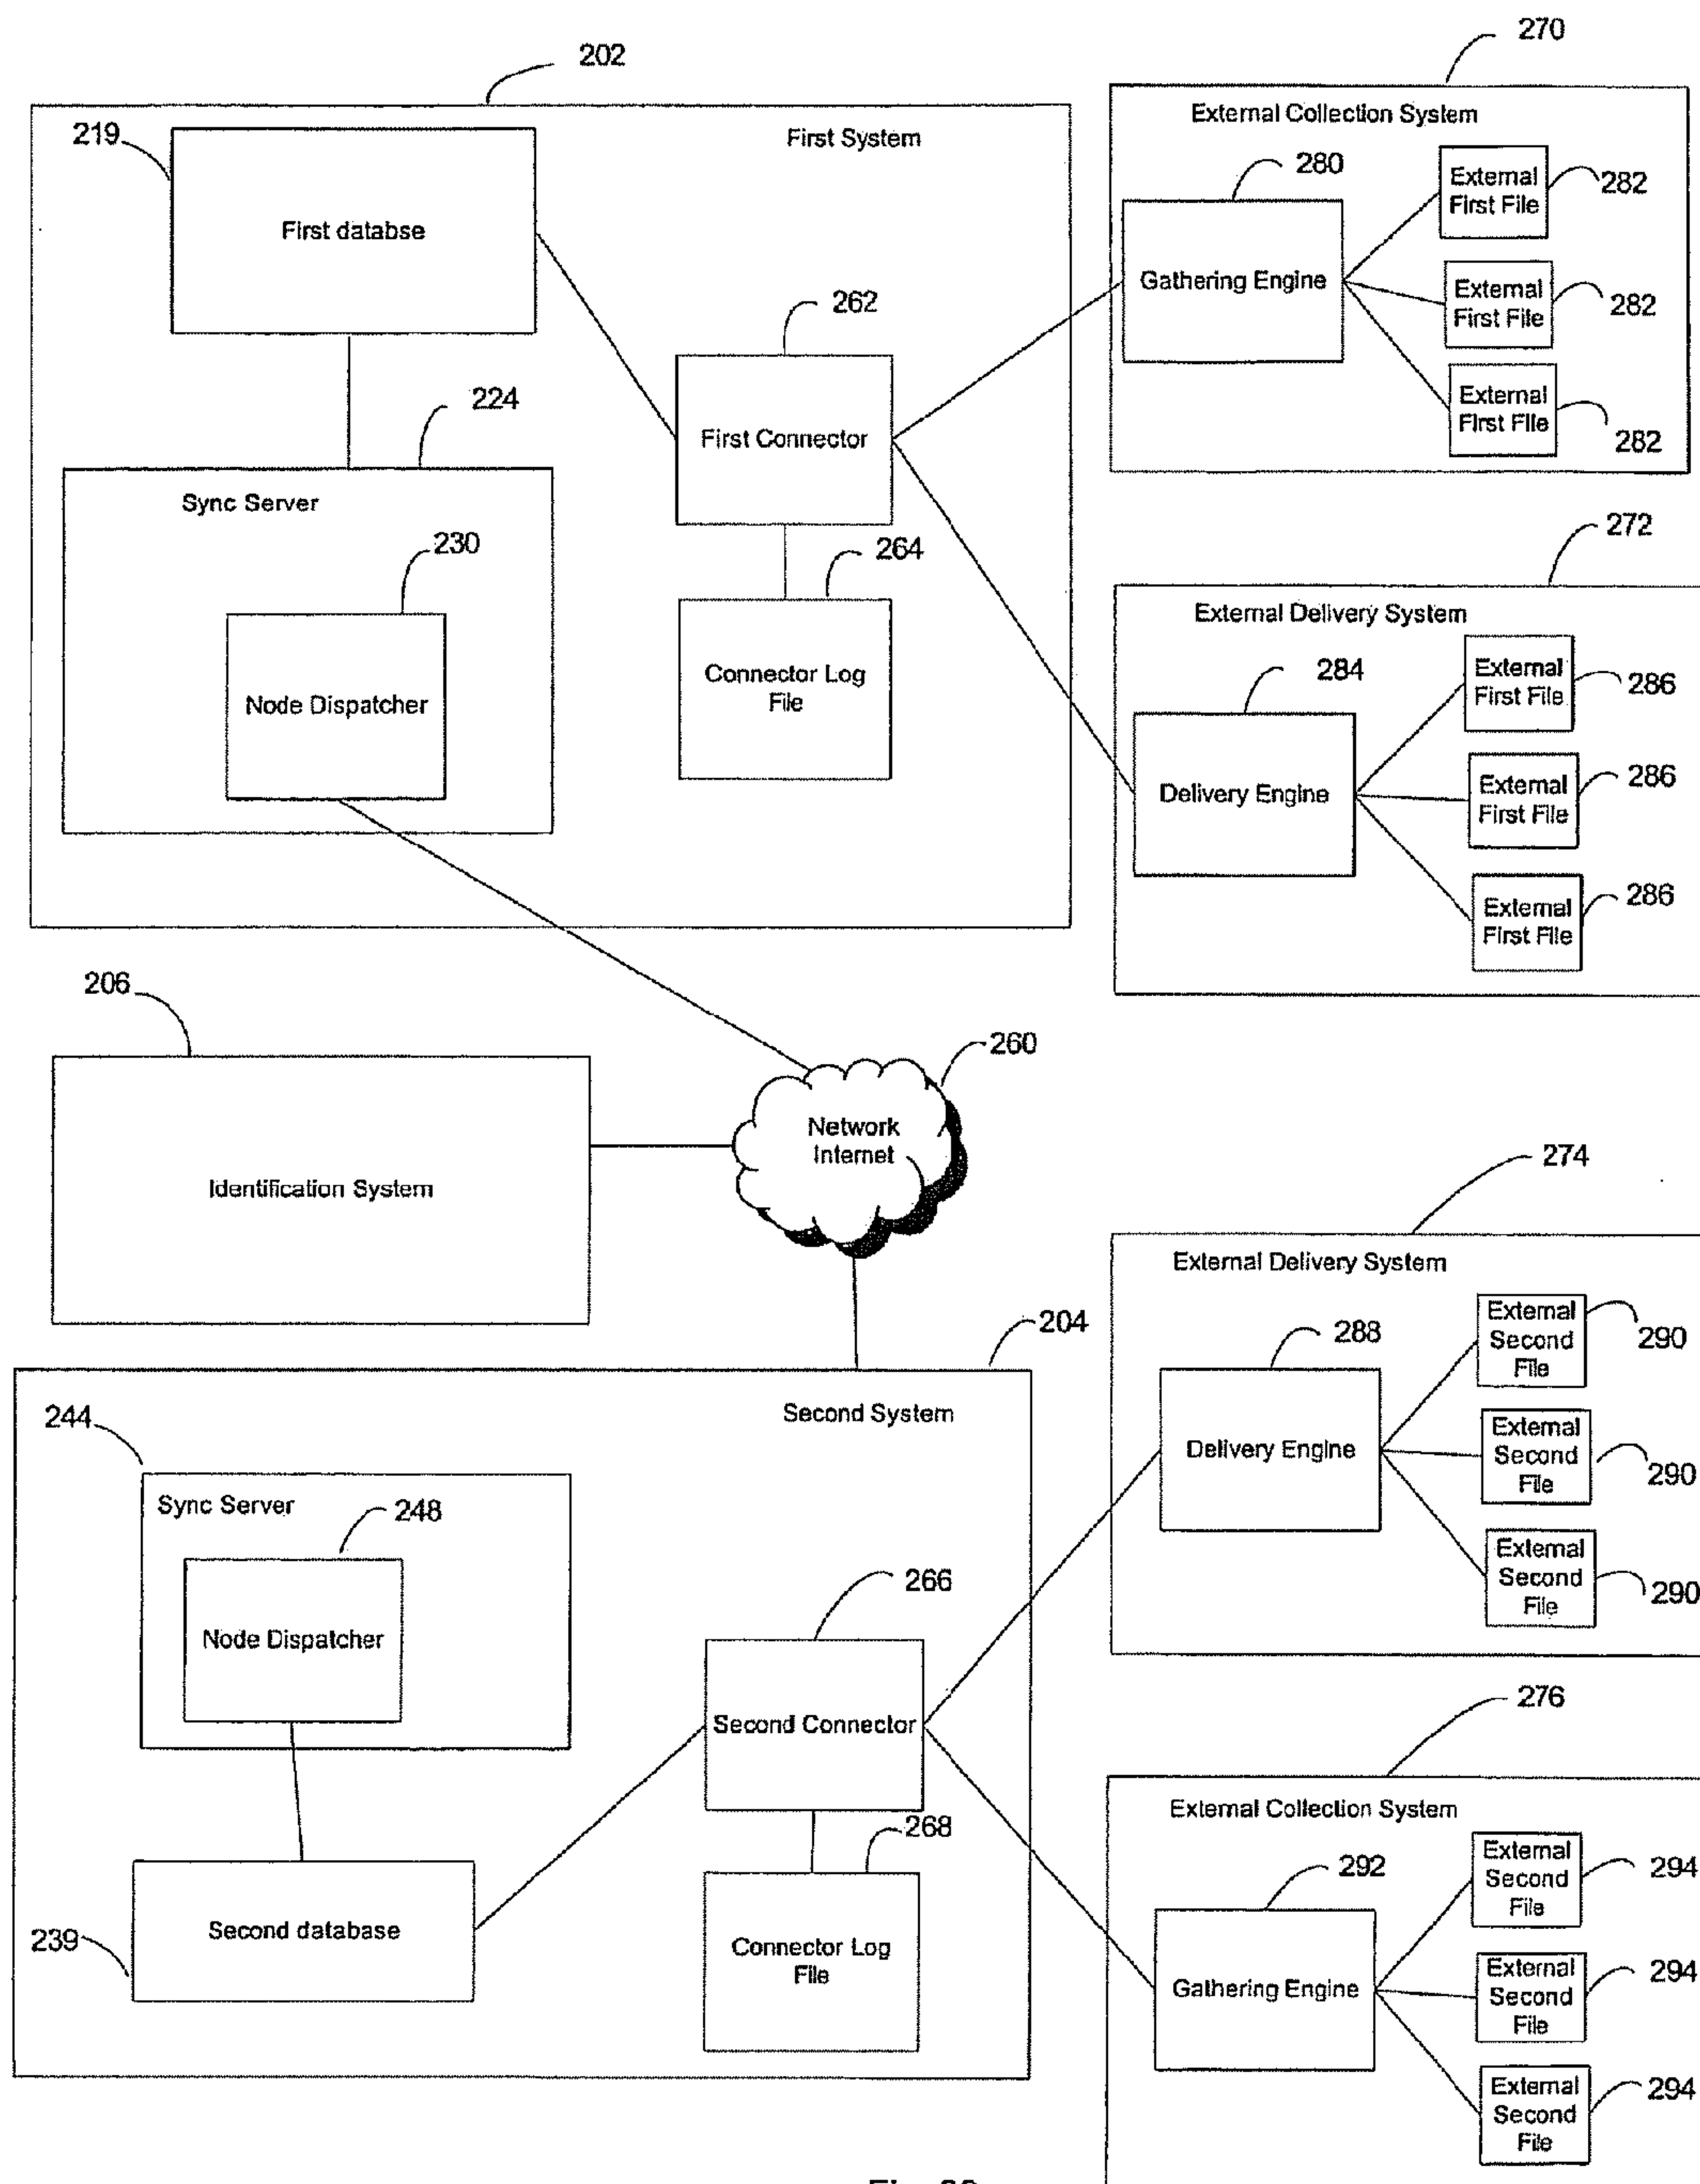 202
270
First System
219
First databse
External Collection System
280
Gathering Engine
External
First File
282
External
First File
282
External
First File
282
262
First Connector
224
Sync Server
230
Node Dispatcher
264
Connector Log
File
272
External Delivery System
284
Delivery Engine
External
First File
286
External
First File
286
External
First File
286
206
Identification System
260
Network
Internet
274
External Delivery System
288
Delivery Engine
External
Second
File
290
External
Second
File
290
External
Second
File
290
204
Second System
244
Sync Server
248
Node Dispatcher
266
Second Connector
239
Second database
268
Connector Log
File
276
External Collection System
292
Gathering Engine
External
Second
File
294
External
Second
File
294
External
Second
File
294